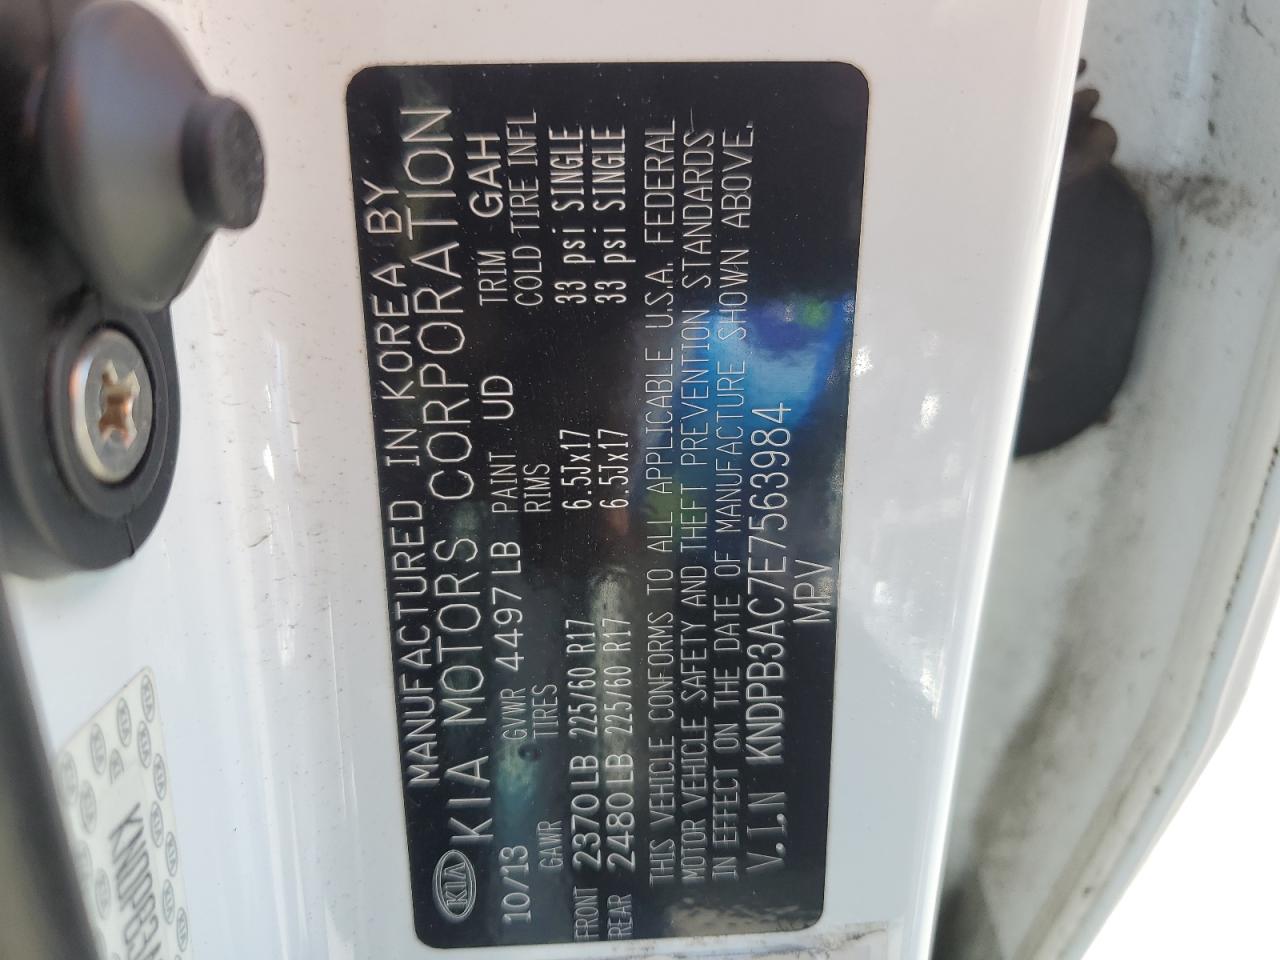 MANUFACTURED IN KOREA BY
KIA KIA MOTORS CORPORATION
10/13 GVWR 4497LB PAINT UD TRIM GAH
GAWR TIRES RIMS COLD TIRE INFL
FRONT 2370LB 225/60 R17 6.5Jx17 33 psi SINGLE
REAR 2480LB 225/60 R17 6.5Jx17 33 psi SINGLE
THIS VEHICLE CONFORMS TO ALL APPLICABLE U.S.A. FEDERAL
MOTOR VEHICLE SAFETY AND THEFT PREVENTION STANDARDS
IN EFFECT ON THE DATE OF MANUFACTURE SHOWN ABOVE.
V.I.N KNDPB3AC7E7563984
MPV